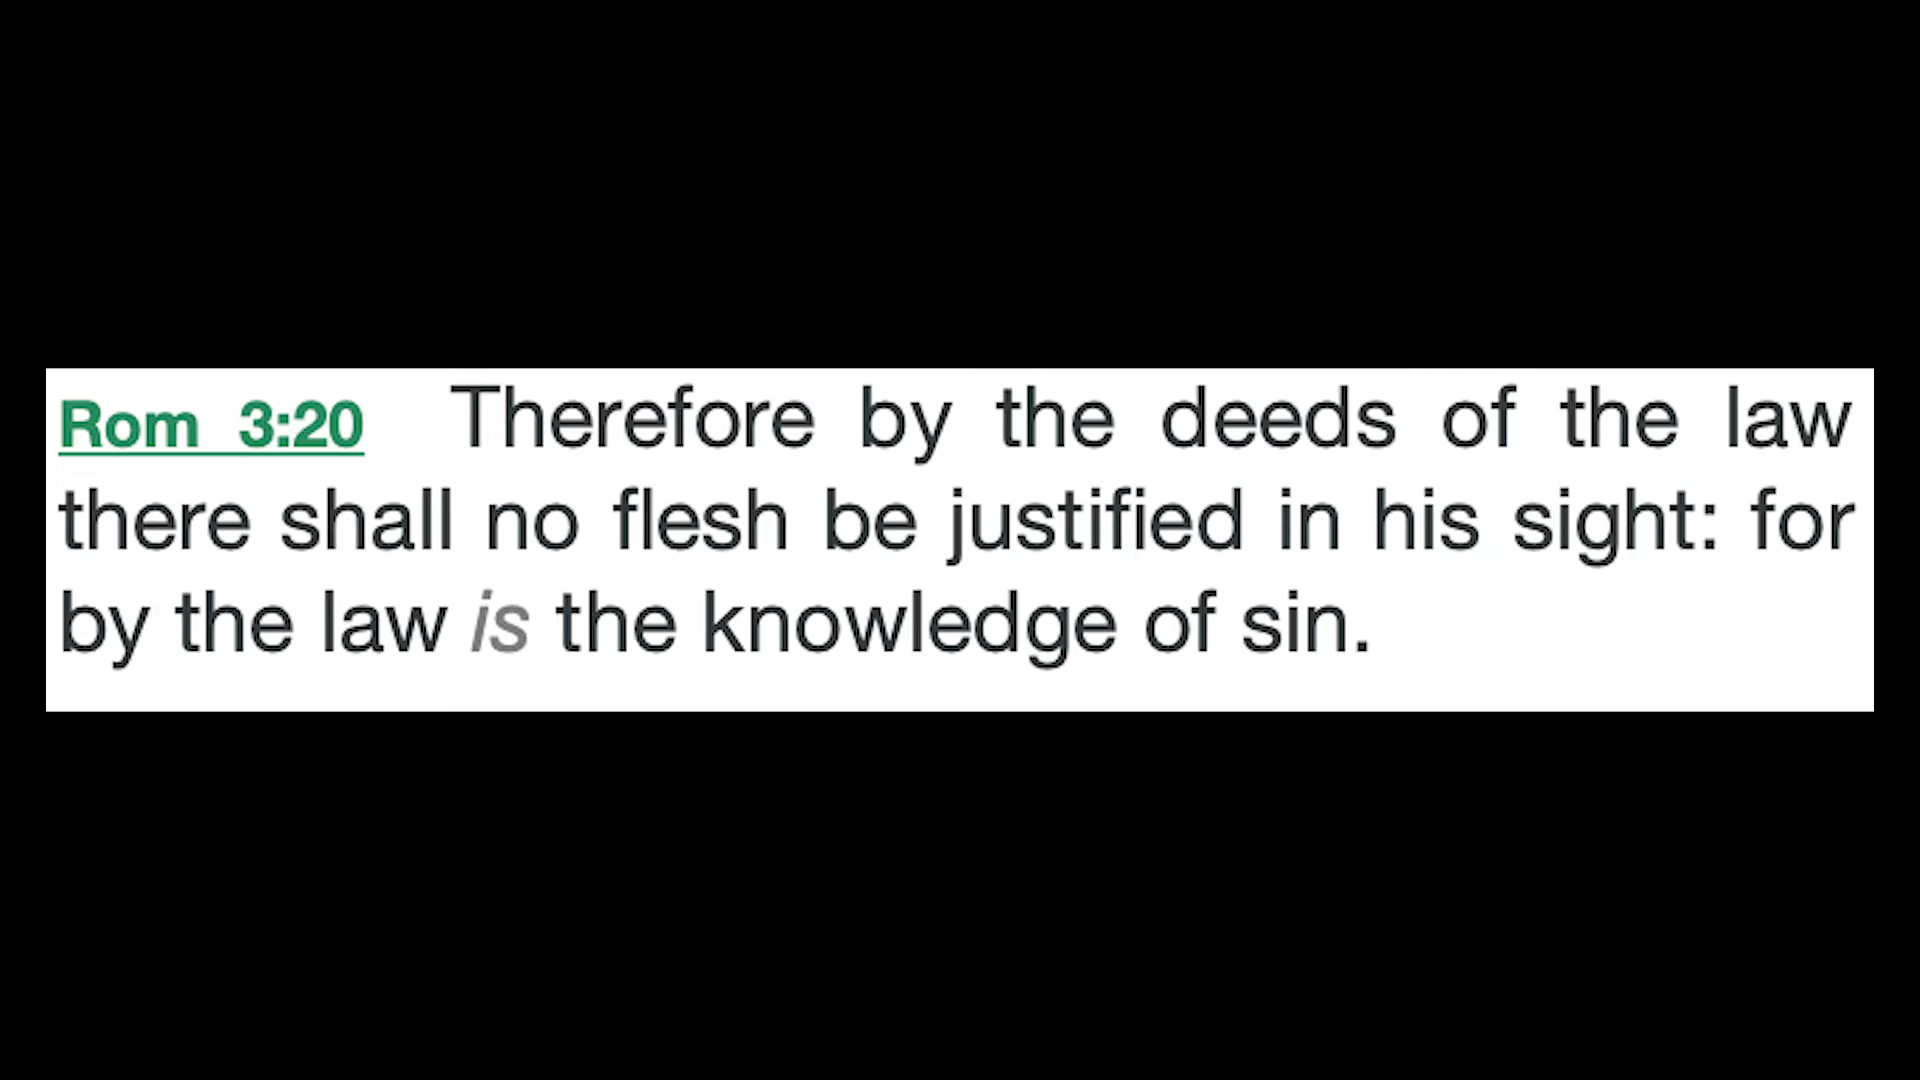 Rom 3:20 Therefore by the deeds of the law
there shall no flesh be justified in his sight: for
by the law is the knowledge of sin.